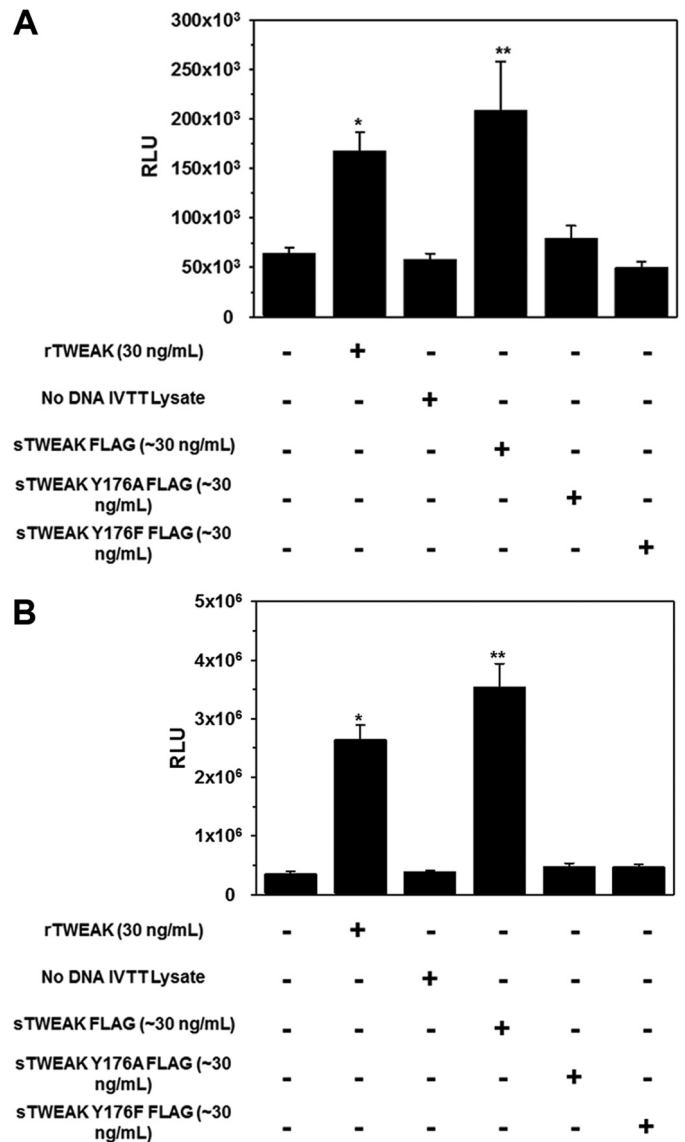 A
300x10³
250x10³
200x10³
150x10³
100x10³
50x10³
0
RLU
*
**
rTWEAK (30 ng/mL) - + - - - -
No DNA IVTT Lysate - - + - - -
sTWEAK FLAG (~30 ng/mL) - - - + - -
sTWEAK Y176A FLAG (~30
ng/mL) - - - - + -
sTWEAK Y176F FLAG (~30
ng/mL) - - - - - +
B
5x10⁶
4x10⁶
3x10⁶
2x10⁶
1x10⁶
0
RLU
*
**
rTWEAK (30 ng/mL) - + - - - -
No DNA IVTT Lysate - - + - - -
sTWEAK FLAG (~30 ng/mL) - - - + - -
sTWEAK Y176A FLAG (~30
ng/mL) - - - - + -
sTWEAK Y176F FLAG (~30
ng/mL) - - - - - +